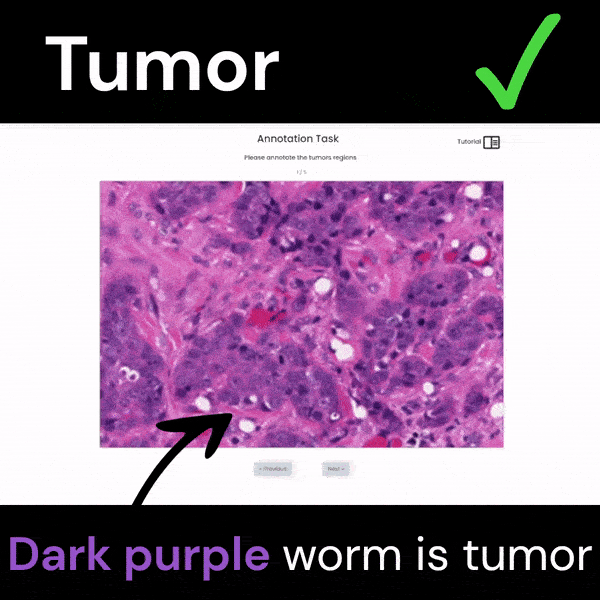 Tumor
Annotation Task
Tutorial
Please annotate the tumors regions
1 / 5
< Previous
Next >
Dark purple worm is tumor